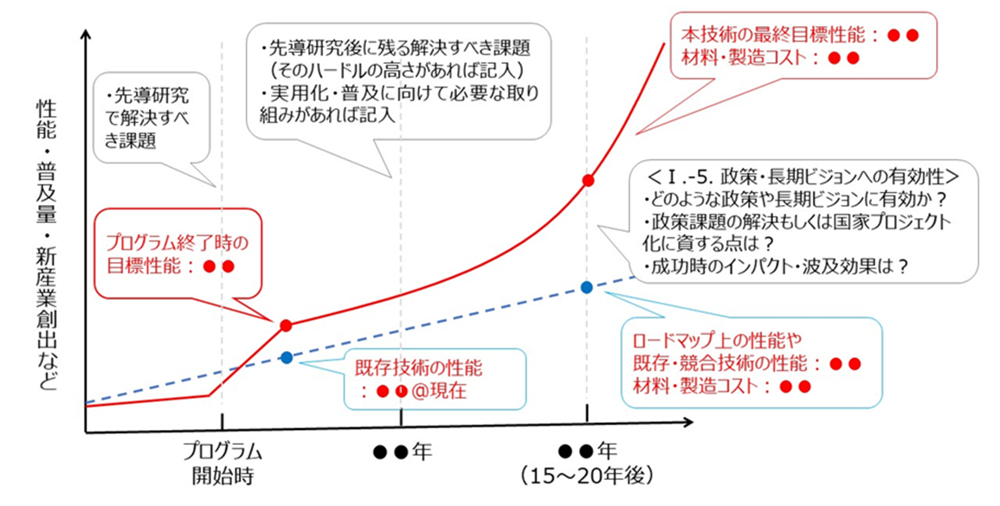 性能・普及量・新産業創出など
・先導研究
で解決すべ
き課題
・先導研究後に残る解決すべき課題
（そのハードルの高さがあれば記入）
・実用化・普及に向けて必要な取り
組みがあれば記入
本技術の最終目標性能：●●
材料・製造コスト：●●
プログラム終了時の
目標性能：●●
＜Ⅰ.-5. 政策・長期ビジョンへの有効性＞
・どのような政策や長期ビジョンに有効か？
・政策課題の解決もしくは国家プロジェクト
化に資する点は？
・成功時のインパクト・波及効果は？
既存技術の性能
：●●@現在
ロードマップ上の性能や
既存・競合技術の性能：●●
材料・製造コスト：●●
プログラム
開始時
●●年
●●年
（15～20年後）